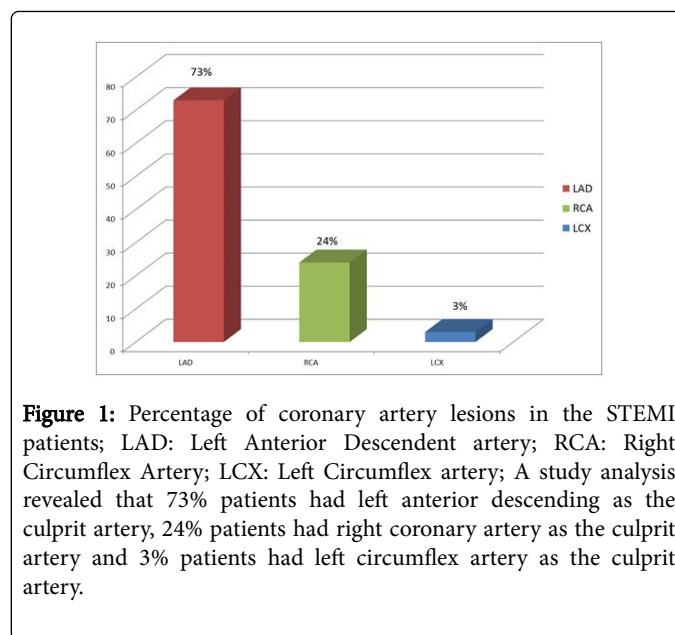 73%
80
70
60
50
40
30
20
10
0
24%
3%
LAD
RCA
LCX
LAD
RCA
LCX
Figure 1: Percentage of coronary artery lesions in the STEMI
patients; LAD: Left Anterior Descendent artery; RCA: Right
Circumflex Artery; LCX: Left Circumflex artery; A study analysis
revealed that 73% patients had left anterior descending as the
culprit artery, 24% patients had right coronary artery as the culprit
artery and 3% patients had left circumflex artery as the culprit
artery.